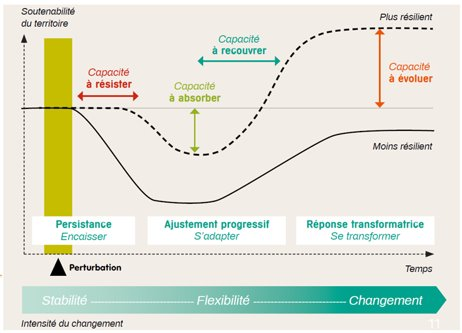 Soutenabilité
du territoire
Plus résilient
Capacité
à recouvrer
Capacité
à résister
Capacité
à absorber
Capacité
à évoluer
Moins résilient
Persistance
Encaisser
Ajustement progressif
S'adapter
Réponse transformatrice
Se transformer
Perturbation
Temps
Stabilité
Flexibilité
Changement
Intensité du changement
11